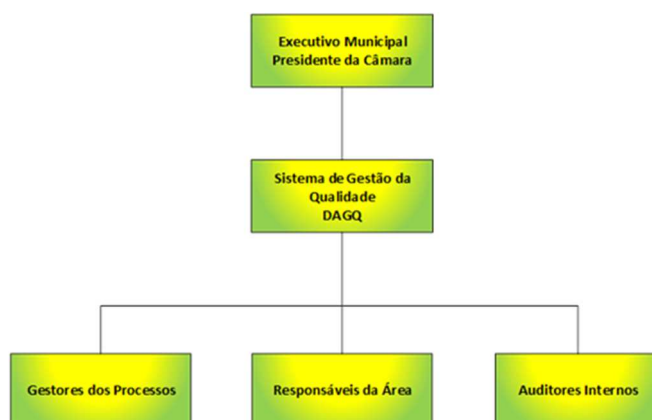 Executivo Municipal
Presidente da Câmara
Sistema de Gestão da
Qualidade
DAGQ
Gestores dos Processos
Responsáveis da Área
Auditores Internos